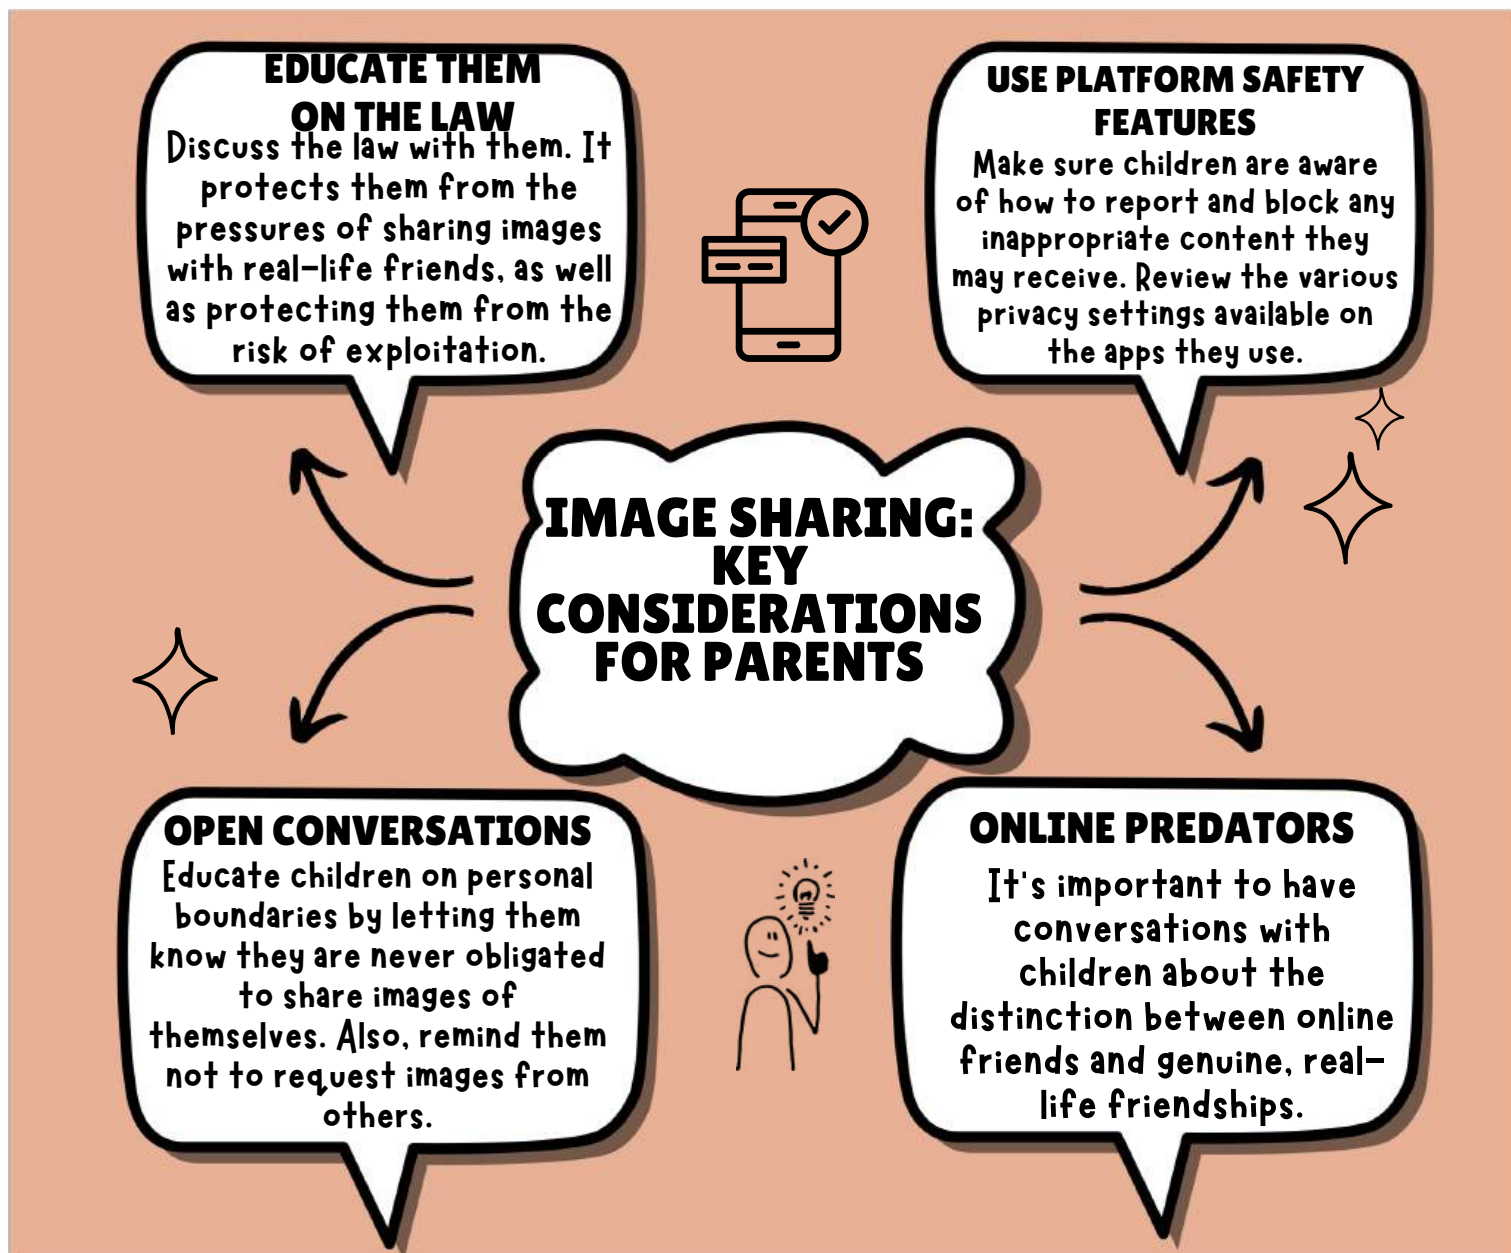 EDUCATE THEM
ON THE LAW
Discuss the law with them. It
protects them from the
pressures of sharing images
with real-life friends, as well
as protecting them from the
risk of exploitation.
USE PLATFORM SAFETY
FEATURES
Make sure children are aware
of how to report and block any
inappropriate content they
may receive. Review the various
privacy settings available on
the apps they use.
IMAGE SHARING:
KEY
CONSIDERATIONS
FOR PARENTS
OPEN CONVERSATIONS
Educate children on personal
boundaries by letting them
know they are never obligated
to share images of
themselves. Also, remind them
not to request images from
others.
ONLINE PREDATORS
It's important to have
conversations with
children about the
distinction between online
friends and genuine, real-
life friendships.